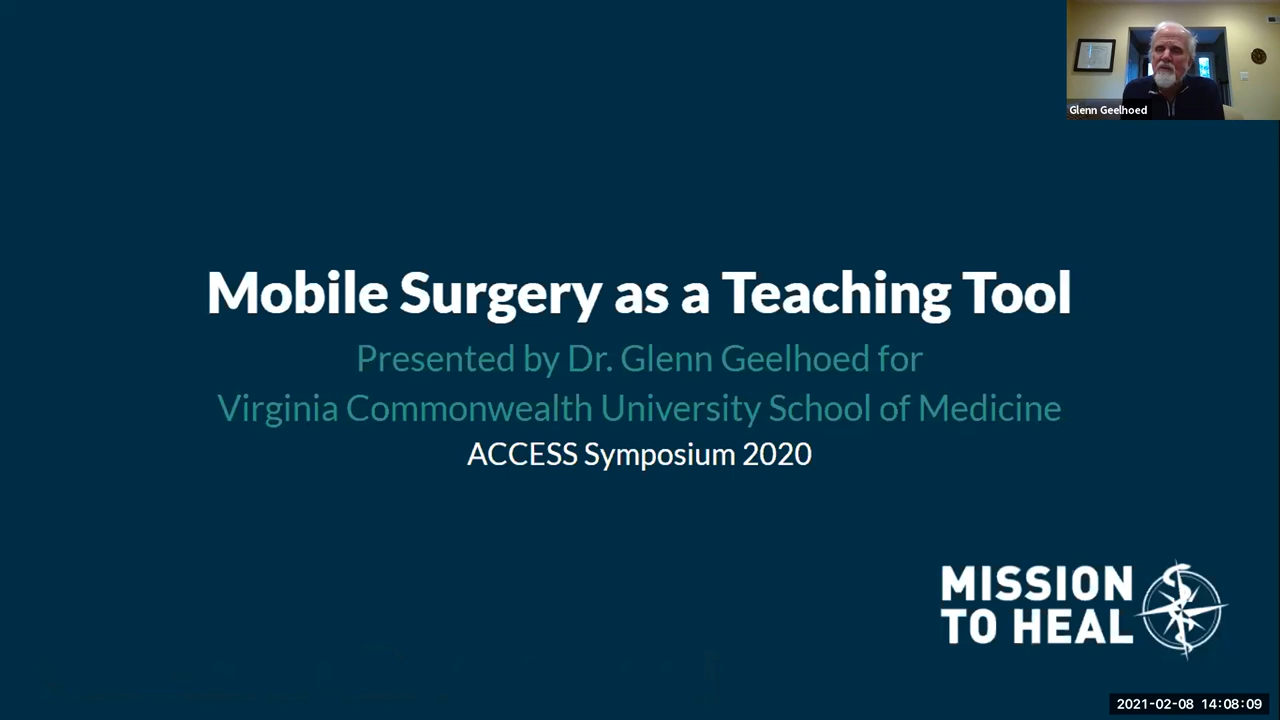 Glenn Geelhoed
Mobile Surgery as a Teaching Tool
Presented by Dr. Glenn Geelhoed for
Virginia Commonwealth University School of Medicine
ACCESS Symposium 2020
MISSION
TO HEAL
2021-02-08 14:08:09